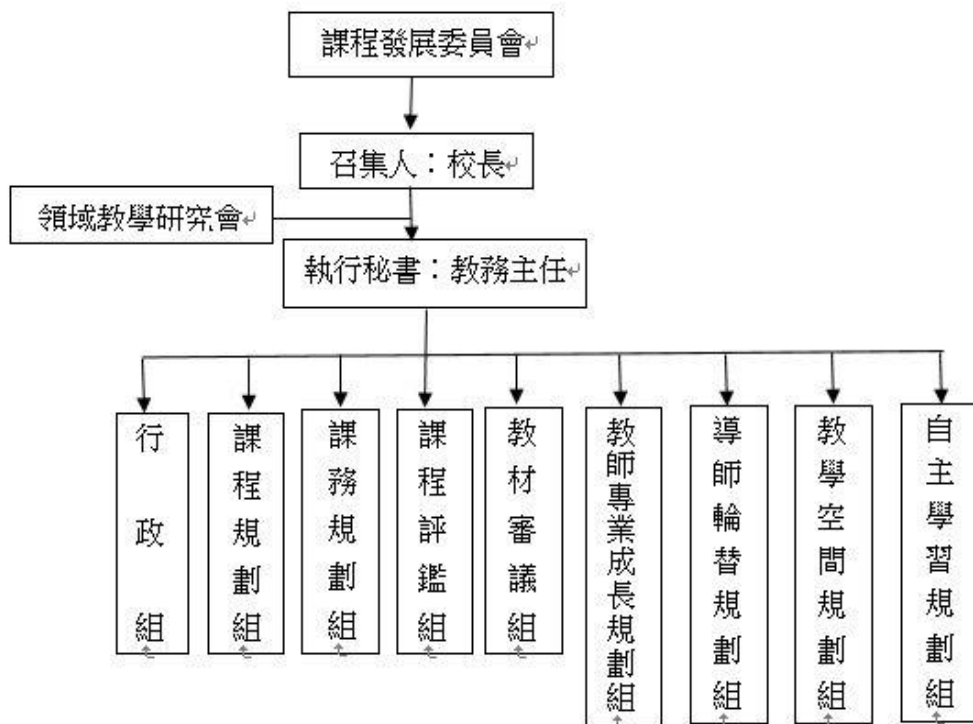 課程發展委員會
召集人：校長
領域教學研究會
執行秘書：教務主任
行政組
課程規劃組
課務規劃組
課程評鑑組
教材審議組
教師專業成長規劃組
導師輪替規劃組
教學空間規劃組
自主學習規劃組